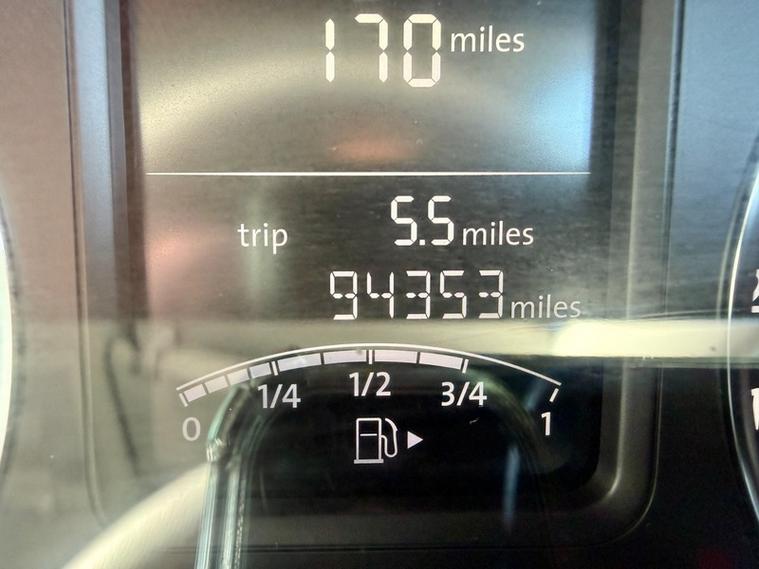 170 miles
trip 5.5 miles
94353 miles
0 1/4 1/2 3/4 1